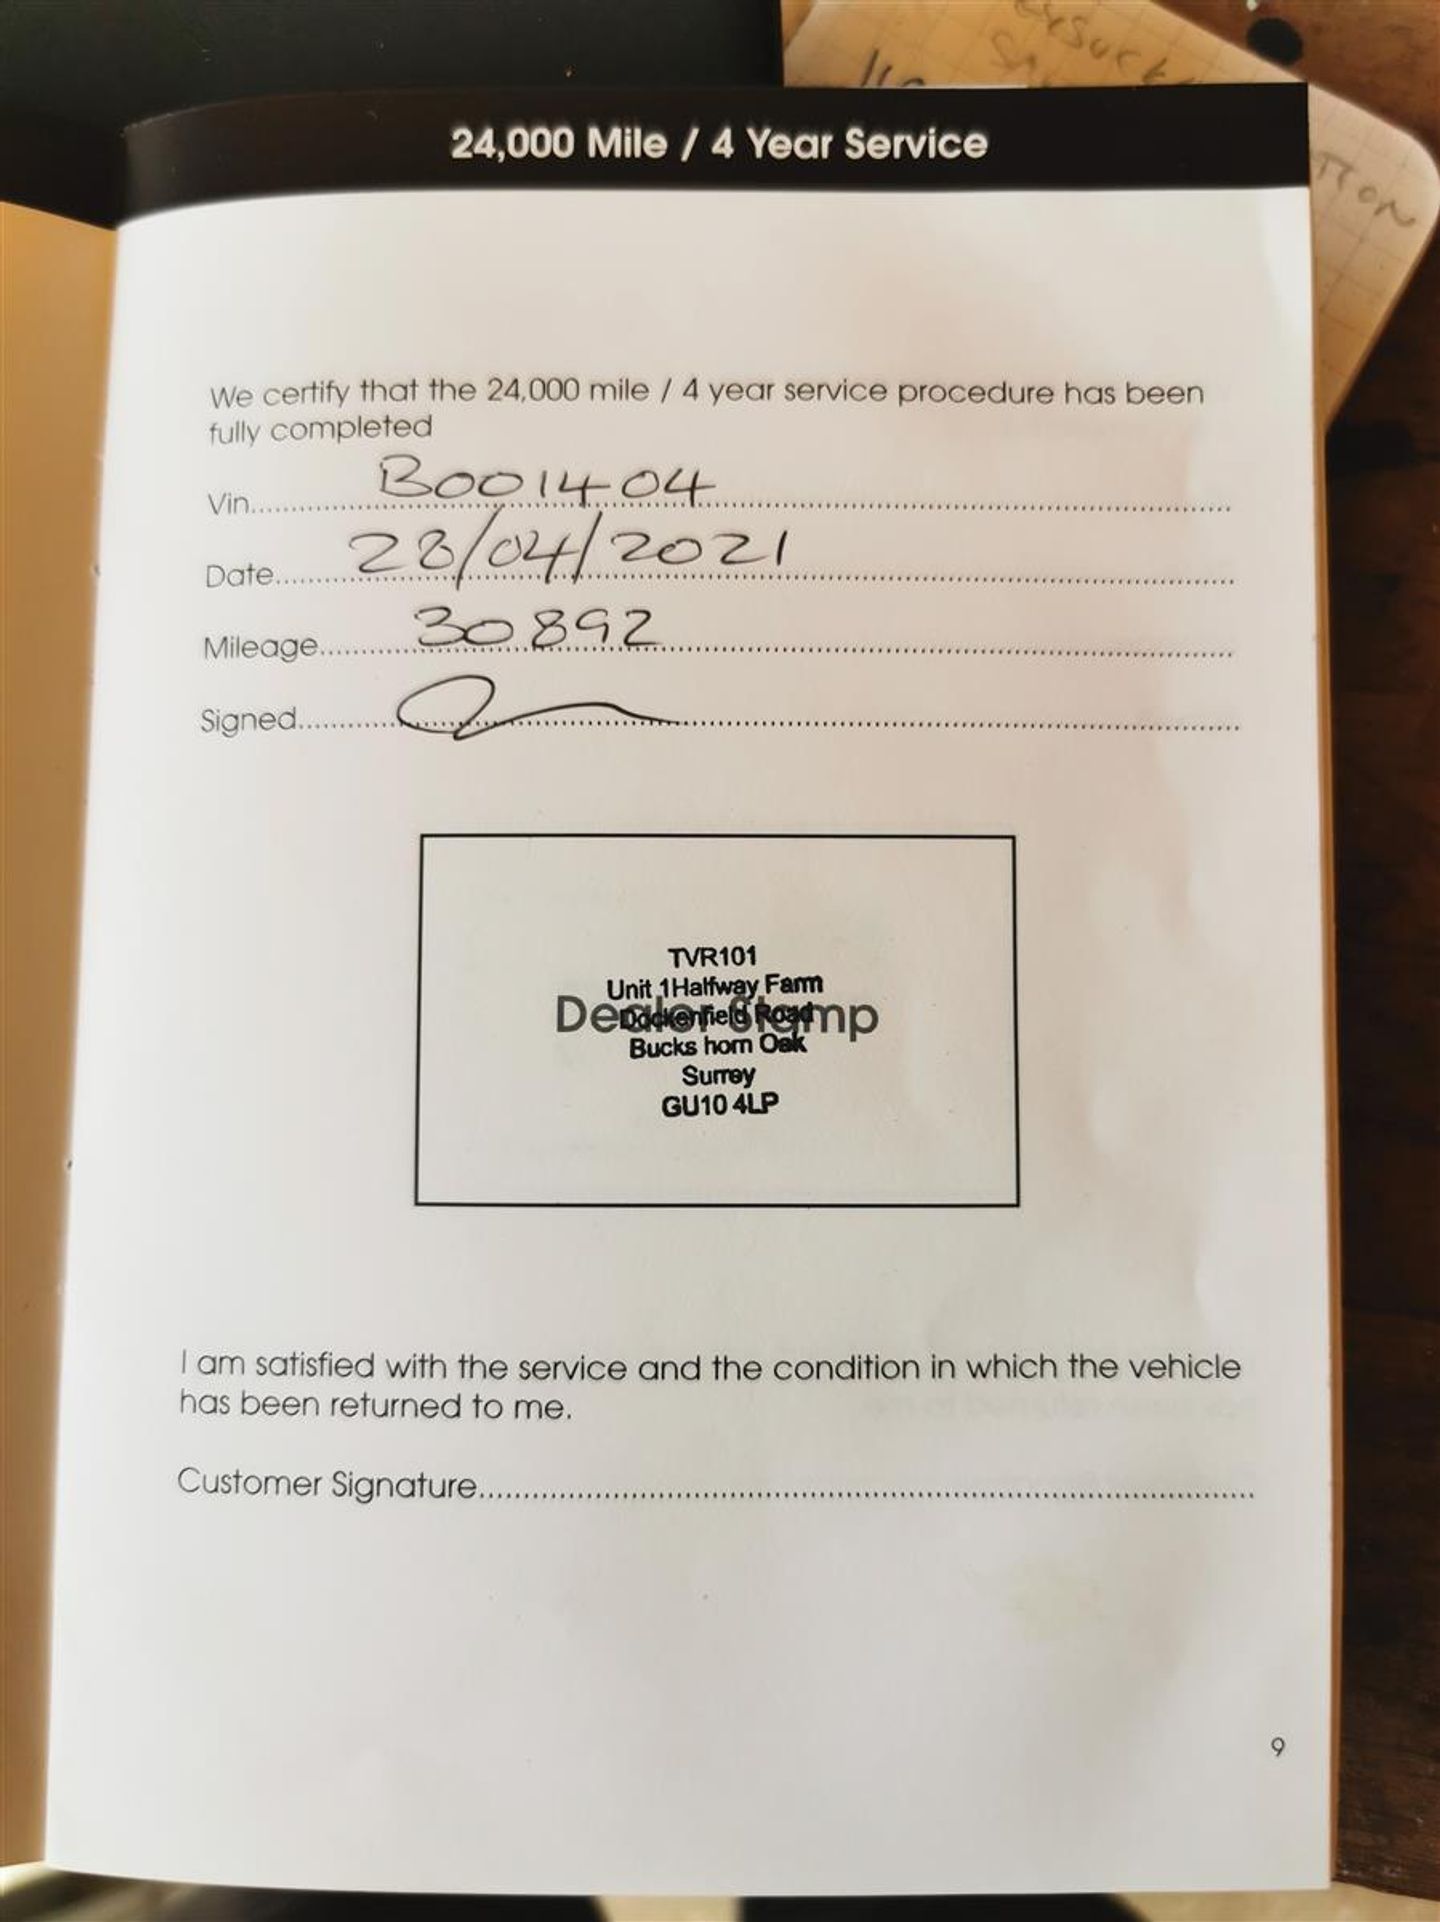 24,000 Mile / 4 Year Service
We certify that the 24,000 mile / 4 year service procedure has been
fully completed
Vin.......... B001404
Date.......... 28/04/2021
Mileage.......... 30892
Signed..........
TVR101
Unit 1Halfway Farm
Dealer Stamp
Dockenfield Road
Bucks horn Oak
Surrey
GU10 4LP
I am satisfied with the service and the condition in which the vehicle
has been returned to me.
Customer Signature..........
9